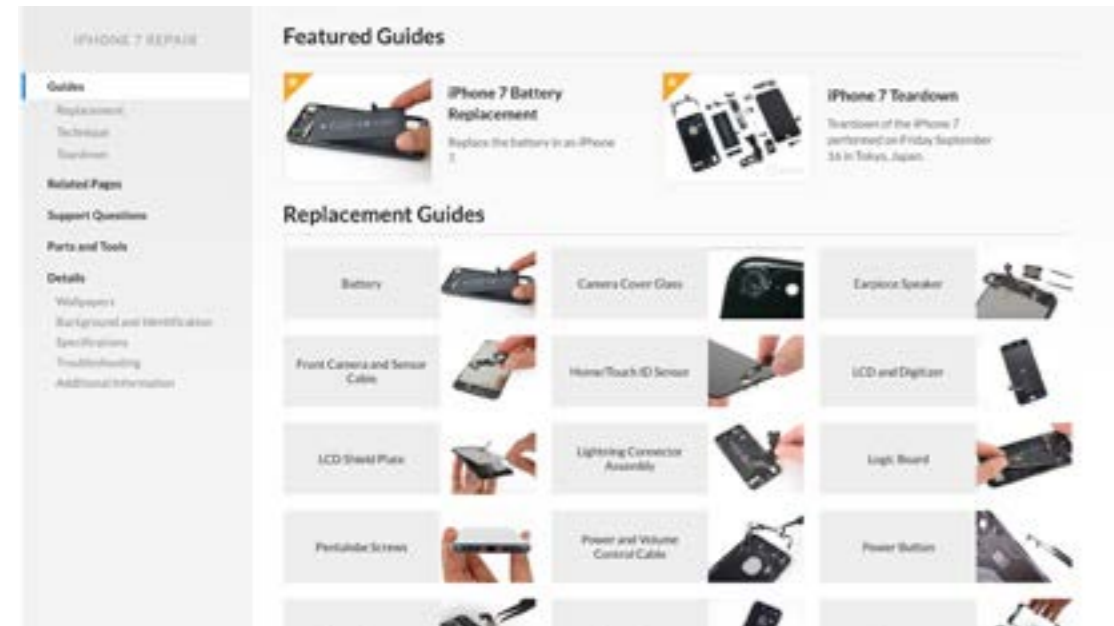 IPHONE 7 REPAIR
Guides
Replacement
Technique
Teardown
Related Pages
Support Questions
Parts and Tools
Details
Wallpapers
Background and Identification
Specifications
Troubleshooting
Additional Information
Featured Guides
iPhone 7 Battery
Replacement
Replace the battery in an iPhone
7.
iPhone 7 Teardown
Teardown of the iPhone 7
performed on Friday September
16 in Tokyo, Japan.
Replacement Guides
Battery
Camera Cover Glass
Earpiece Speaker
Front Camera and Sensor
Cable
Home/Touch ID Sensor
LCD and Digitizer
LCD Shield Plate
Lightning Connector
Assembly
Logic Board
Pentalobe Screws
Power and Volume
Control Cable
Power Button